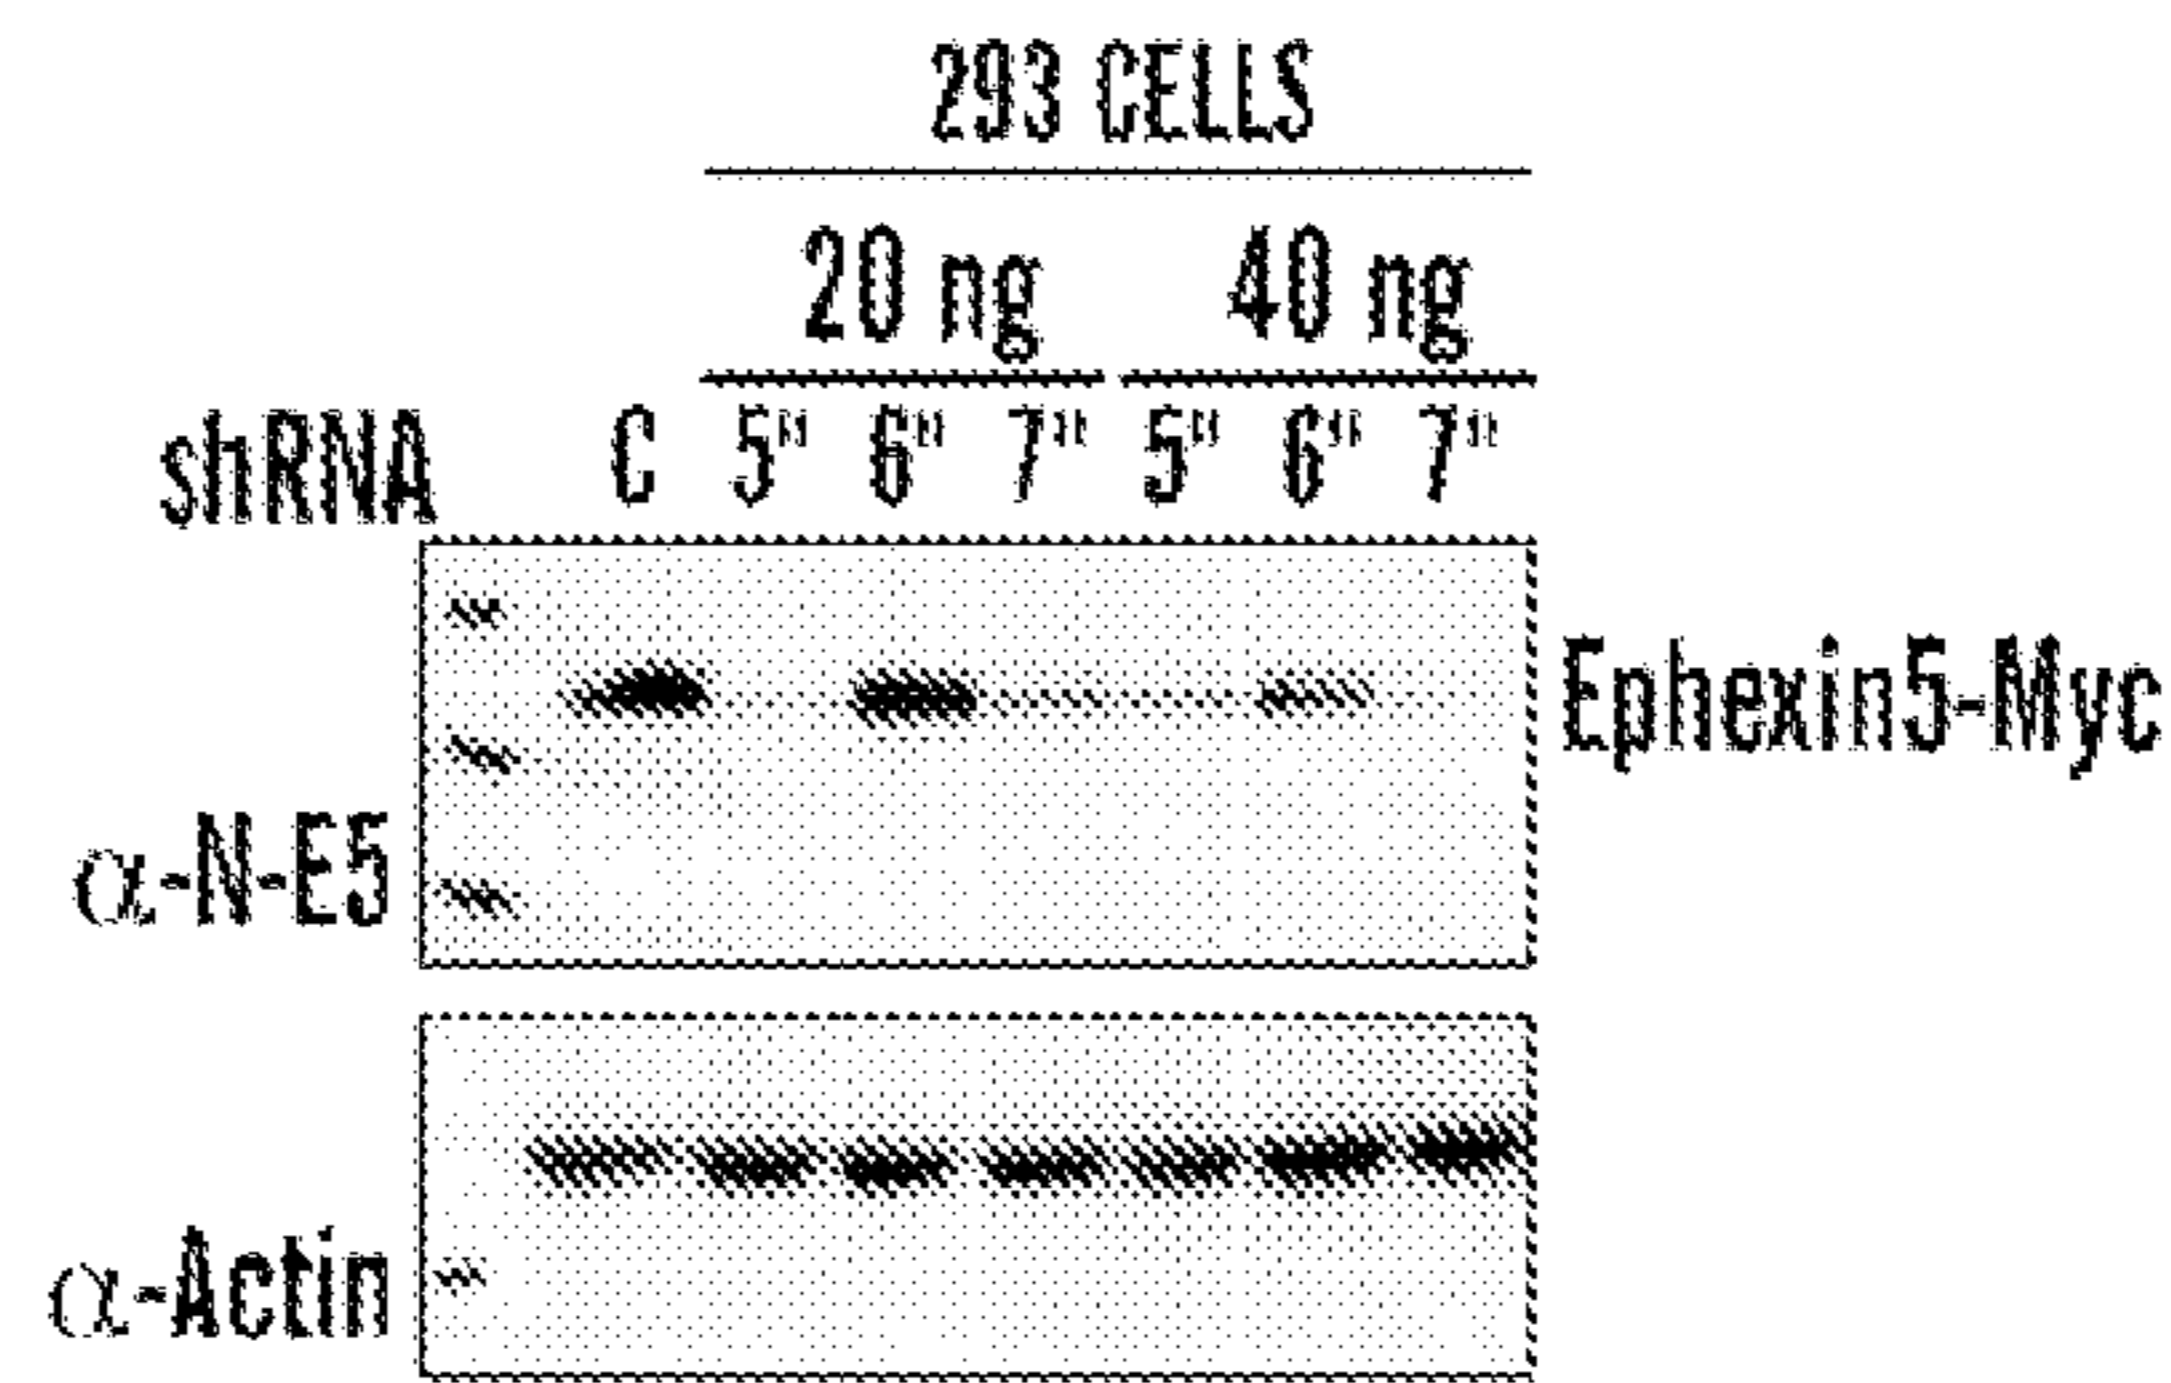 293 CELLS
20 ng 40 ng
shRNA C 5" 6" 7" 5" 6" 7"
Ephexin5-Myc
α-N-E5
α-Actin